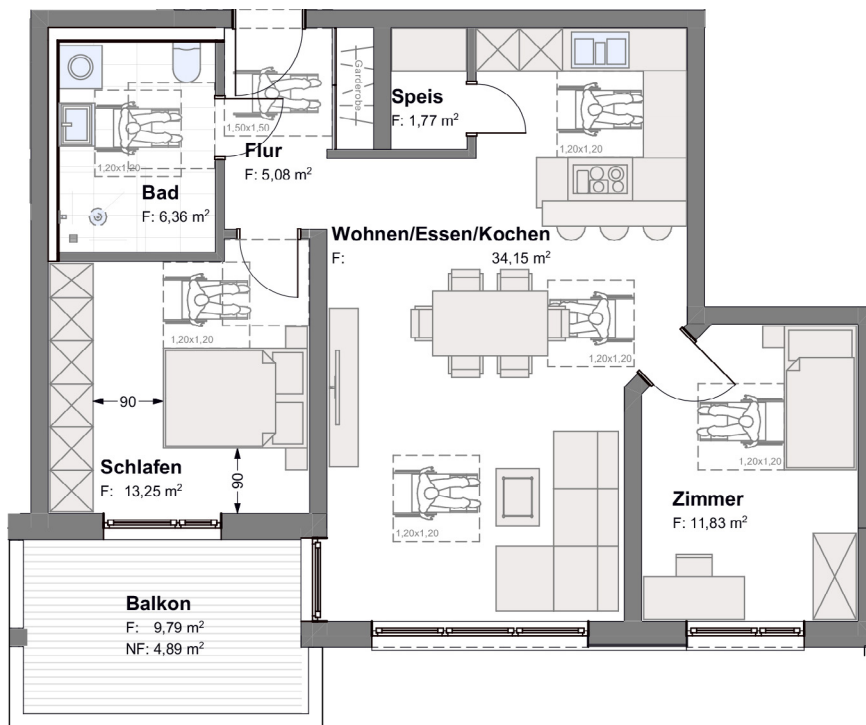 Garderobe
Speis
F: 1,77 m²
1,50x1,50
Flur
F: 5,08 m²
1,20x1,20
1,20x1,20
Bad
F: 6,36 m²
Wohnen/Essen/Kochen
F: 34,15 m²
1,20x1,20
1,20x1,20
90
90
Schlafen
F: 13,25 m²
1,20x1,20
1,20x1,20
Zimmer
F: 11,83 m²
Balkon
F: 9,79 m²
NF: 4,89 m²